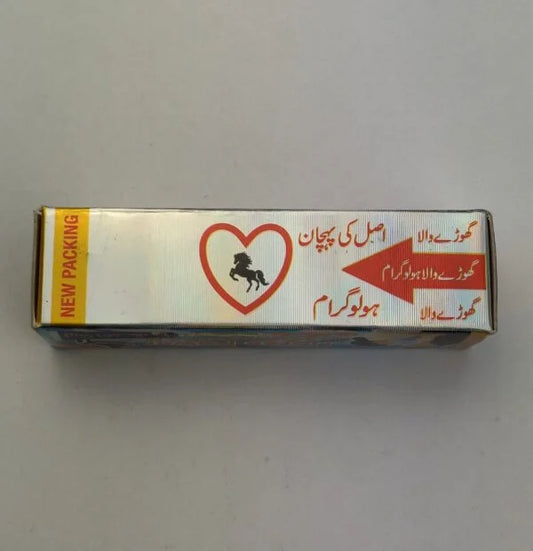 NEW PACKING
اصل کی پہچان
ہولوگرام
گھوڑے والا
گھوڑے والا ہولوگرام
گھوڑے والا